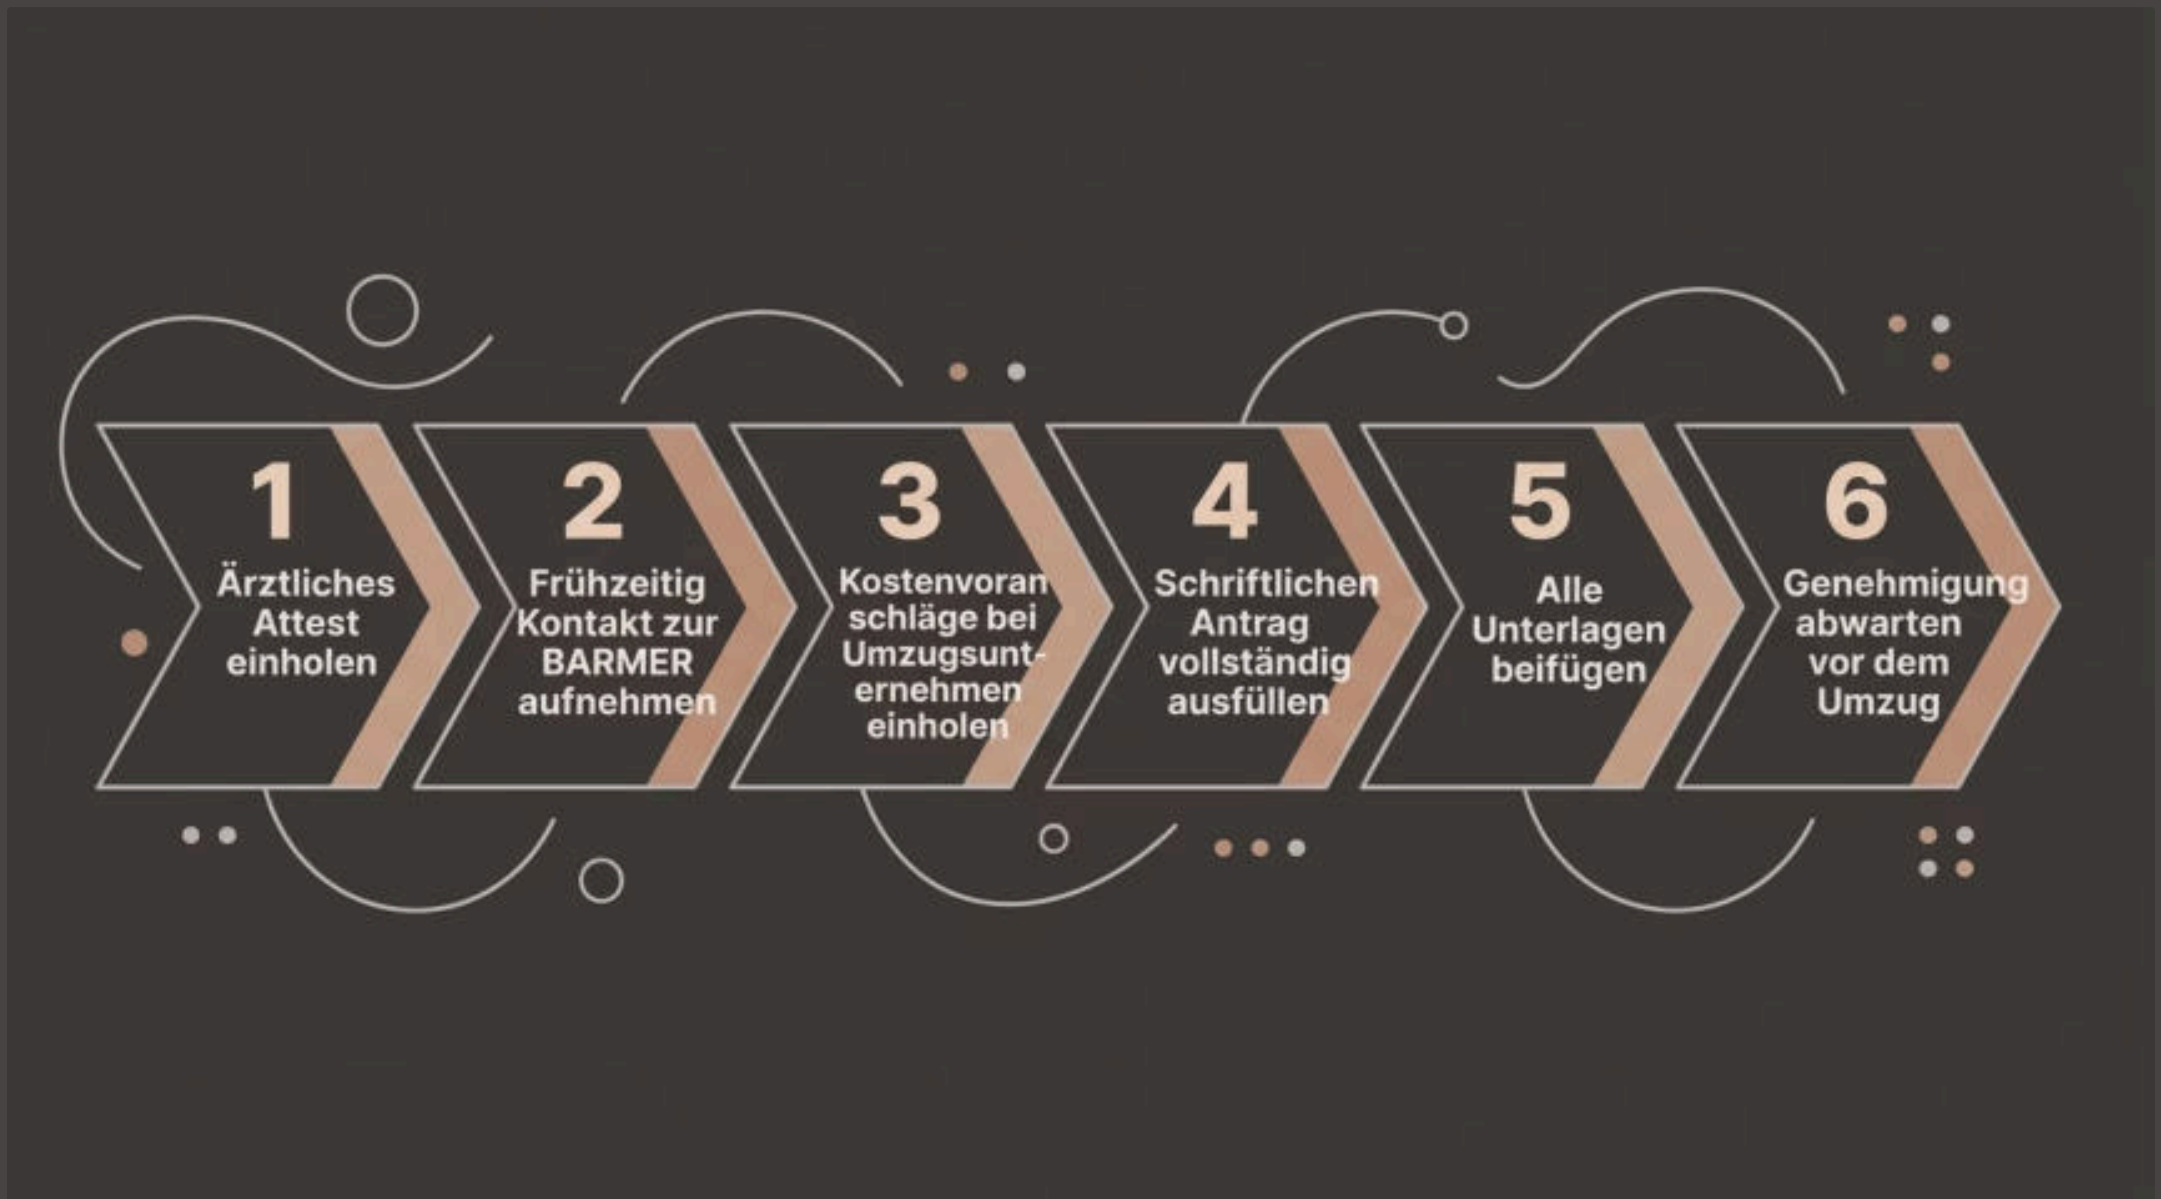 1
Ärztliches
Attest
einholen
2
Frühzeitig
Kontakt zur
BARMER
aufnehmen
3
Kostenvoran
schläge bei
Umzugsunt-
ernehmen
einholen
4
Schriftlichen
Antrag
vollständig
ausfüllen
5
Alle
Unterlagen
beifügen
6
Genehmigung
abwarten
vor dem
Umzug